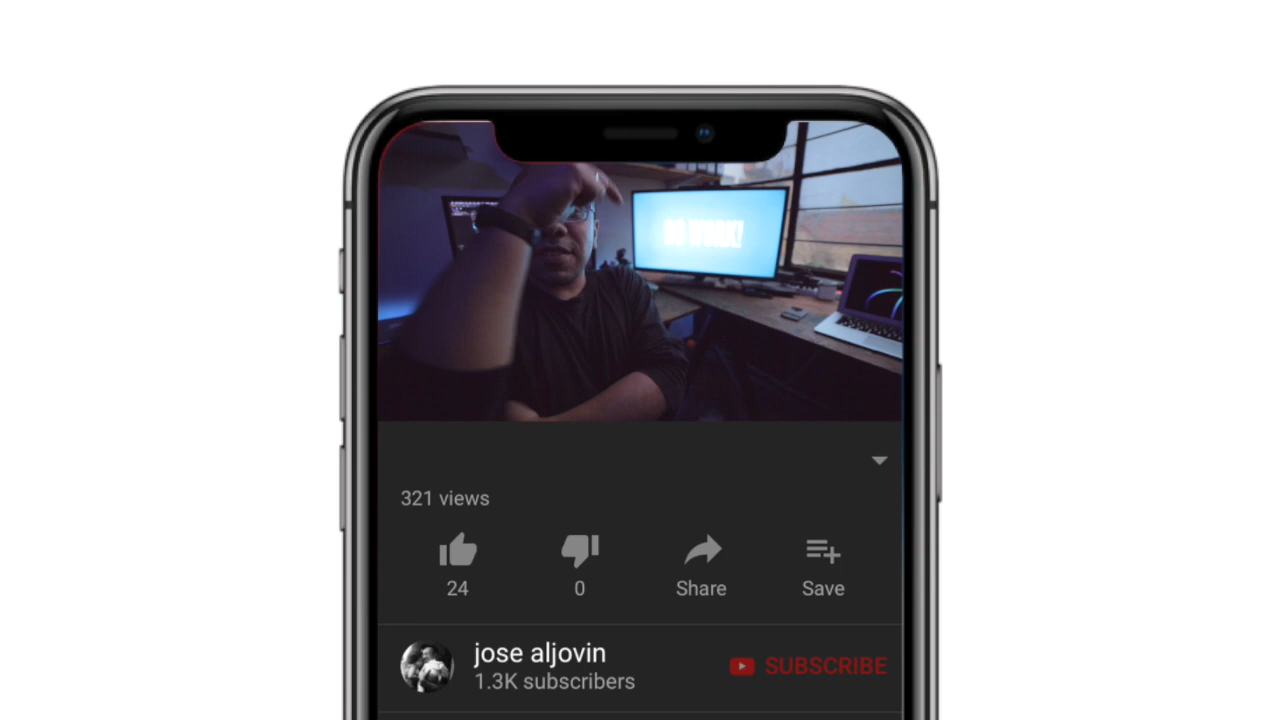 DO WORK!
321 views
24
0
Share
Save
jose aljovin
1.3K subscribers
SUBSCRIBE